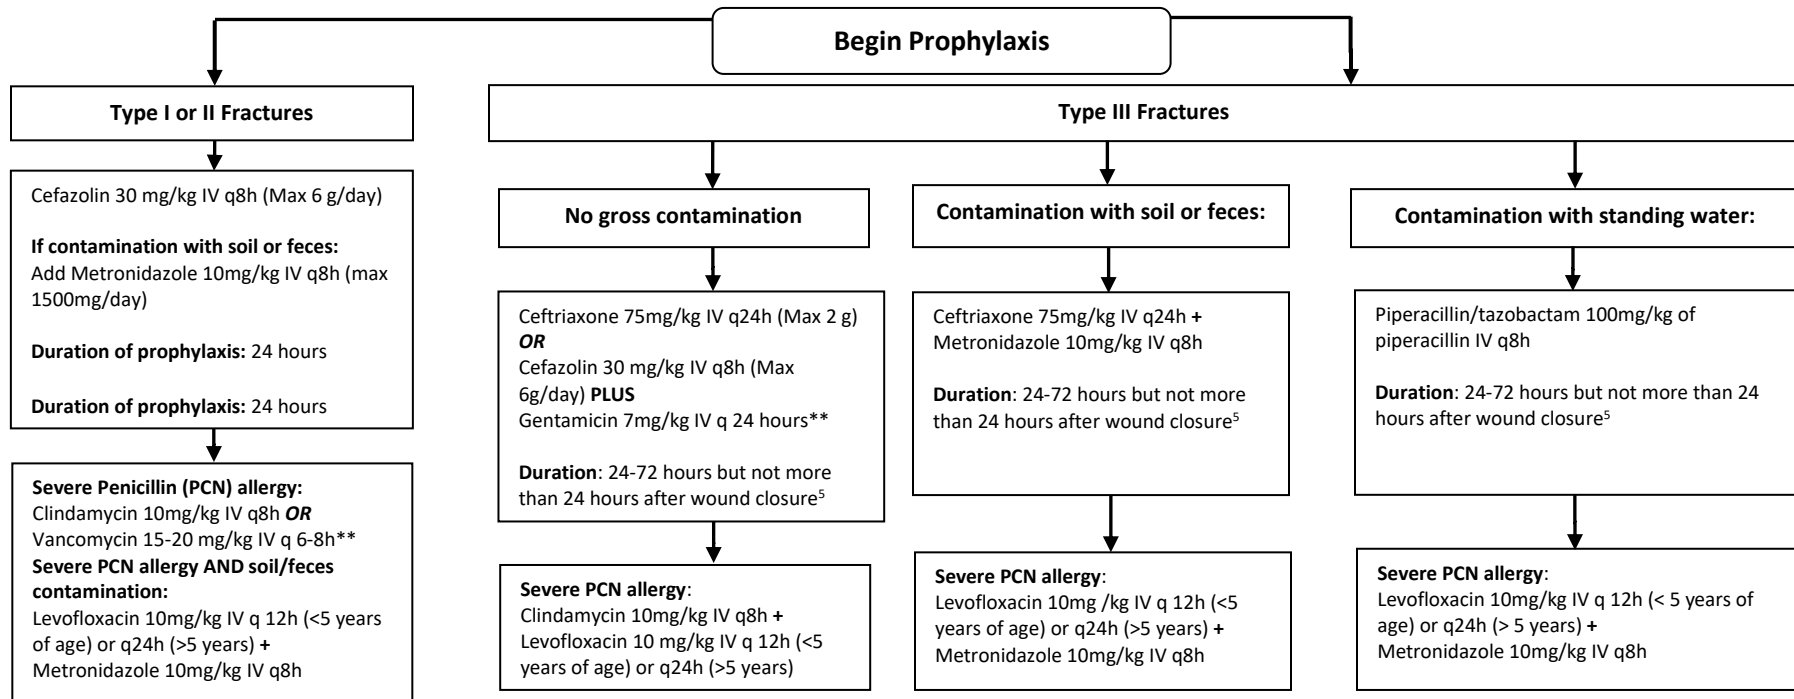 Begin Prophylaxis
Type I or II Fractures
Cefazolin 30 mg/kg IV q8h (Max 6 g/day)
If contamination with soil or feces:
Add Metronidazole 10mg/kg IV q8h (max
1500mg/day)
Duration of prophylaxis: 24 hours
Duration of prophylaxis: 24 hours
Severe Penicillin (PCN) allergy:
Clindamycin 10mg/kg IV q8h OR
Vancomycin 15-20 mg/kg IV q 6-8h**
Severe PCN allergy AND soil/feces
contamination:
Levofloxacin 10mg/kg IV q 12h (<5 years
of age) or q24h (>5 years) +
Metronidazole 10mg/kg IV q8h
Type III Fractures
No gross contamination
Ceftriaxone 75mg/kg IV q24h (Max 2 g)
OR
Cefazolin 30 mg/kg IV q8h (Max
6g/day) PLUS
Gentamicin 7mg/kg IV q 24 hours**
Duration: 24-72 hours but not more
than 24 hours after wound closure⁵
Severe PCN allergy:
Clindamycin 10mg/kg IV q8h +
Levofloxacin 10 mg/kg IV q 12h (<5
years of age) or q24h (>5 years)
Contamination with soil or feces:
Ceftriaxone 75mg/kg IV q24h +
Metronidazole 10mg/kg IV q8h
Duration: 24-72 hours but not more
than 24 hours after wound closure⁵
Severe PCN allergy:
Levofloxacin 10mg /kg IV q 12h (<5
years of age) or q24h (>5 years) +
Metronidazole 10mg/kg IV q8h
Contamination with standing water:
Piperacillin/tazobactam 100mg/kg of
piperacillin IV q8h
Duration: 24-72 hours but not more than 24
hours after wound closure⁵
Severe PCN allergy:
Levofloxacin 10mg/kg IV q 12h (< 5 years of
age) or q24h (> 5 years) +
Metronidazole 10mg/kg IV q8h